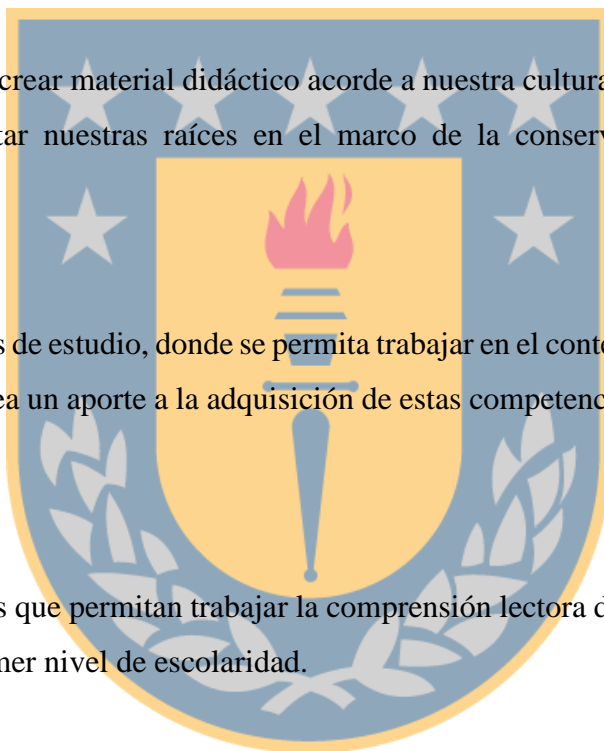 crear material didáctico acorde a nuestra cultura
tar nuestras raíces en el marco de la conserv
s de estudio, donde se permita trabajar en el conte
ea un aporte a la adquisición de estas competenc
s que permitan trabajar la comprensión lectora d
mer nivel de escolaridad.